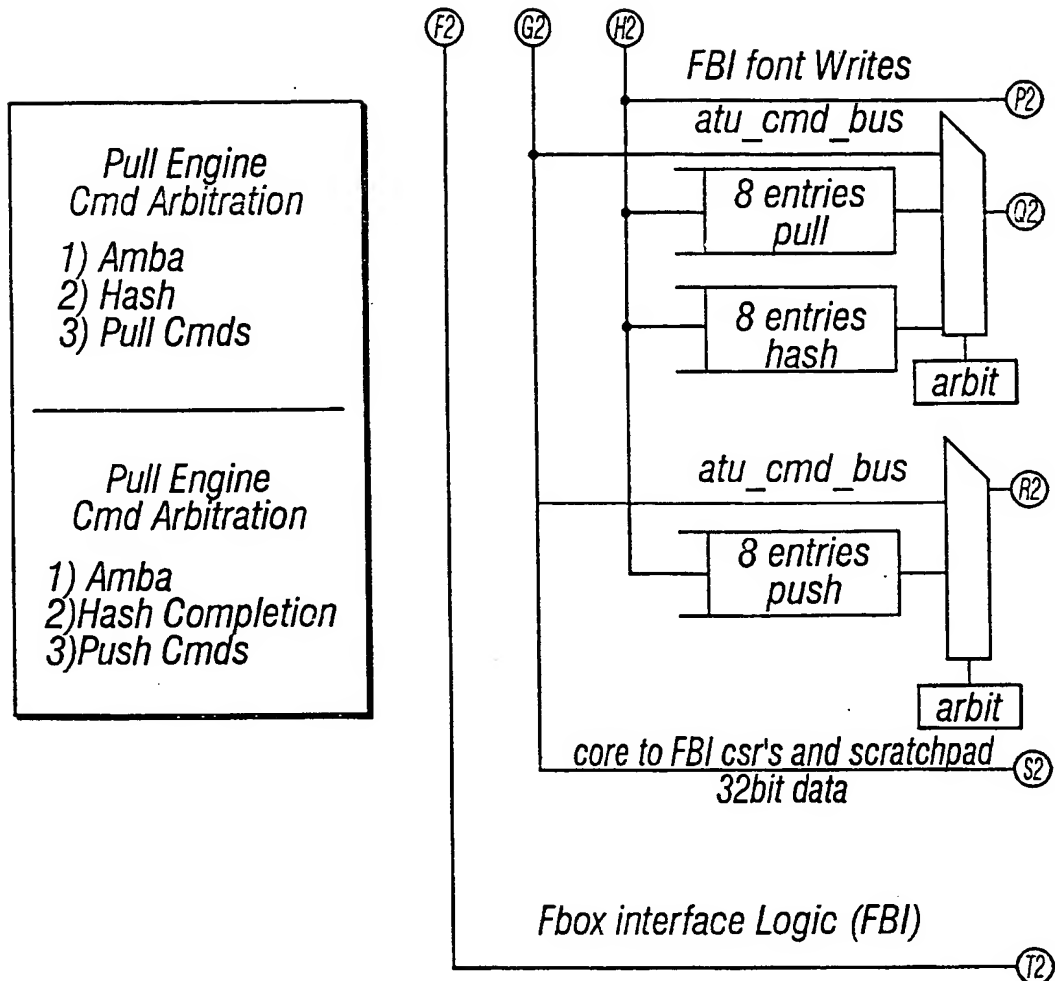 F2
G2
H2
FBI font Writes
P2
atu_cmd_bus
8 entries
pull
Q2
8 entries
hash
arbit
atu_cmd_bus
R2
8 entries
push
arbit
core to FBI csr's and scratchpad
32bit data
S2
Fbox interface Logic (FBI)
T2
Pull Engine
Cmd Arbitration
1) Amba
2) Hash
3) Pull Cmds
Pull Engine
Cmd Arbitration
1) Amba
2)Hash Completion
3)Push Cmds